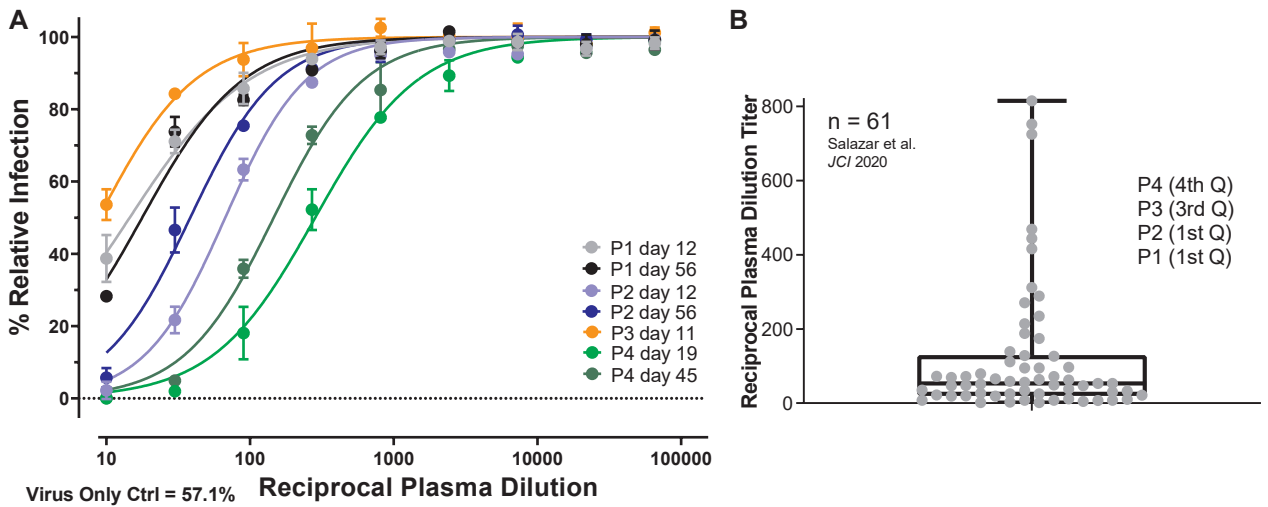 A
% Relative Infection
100
80
60
40
20
0
10
100
1000
10000
100000
P1 day 12
P1 day 56
P2 day 12
P2 day 56
P3 day 11
P4 day 19
P4 day 45
Virus Only Ctrl = 57.1%
Reciprocal Plasma Dilution
B
Reciprocal Plasma Dilution Titer
800
600
400
200
0
n = 61
Salazar et al.
JCI 2020
P4 (4th Q)
P3 (3rd Q)
P2 (1st Q)
P1 (1st Q)